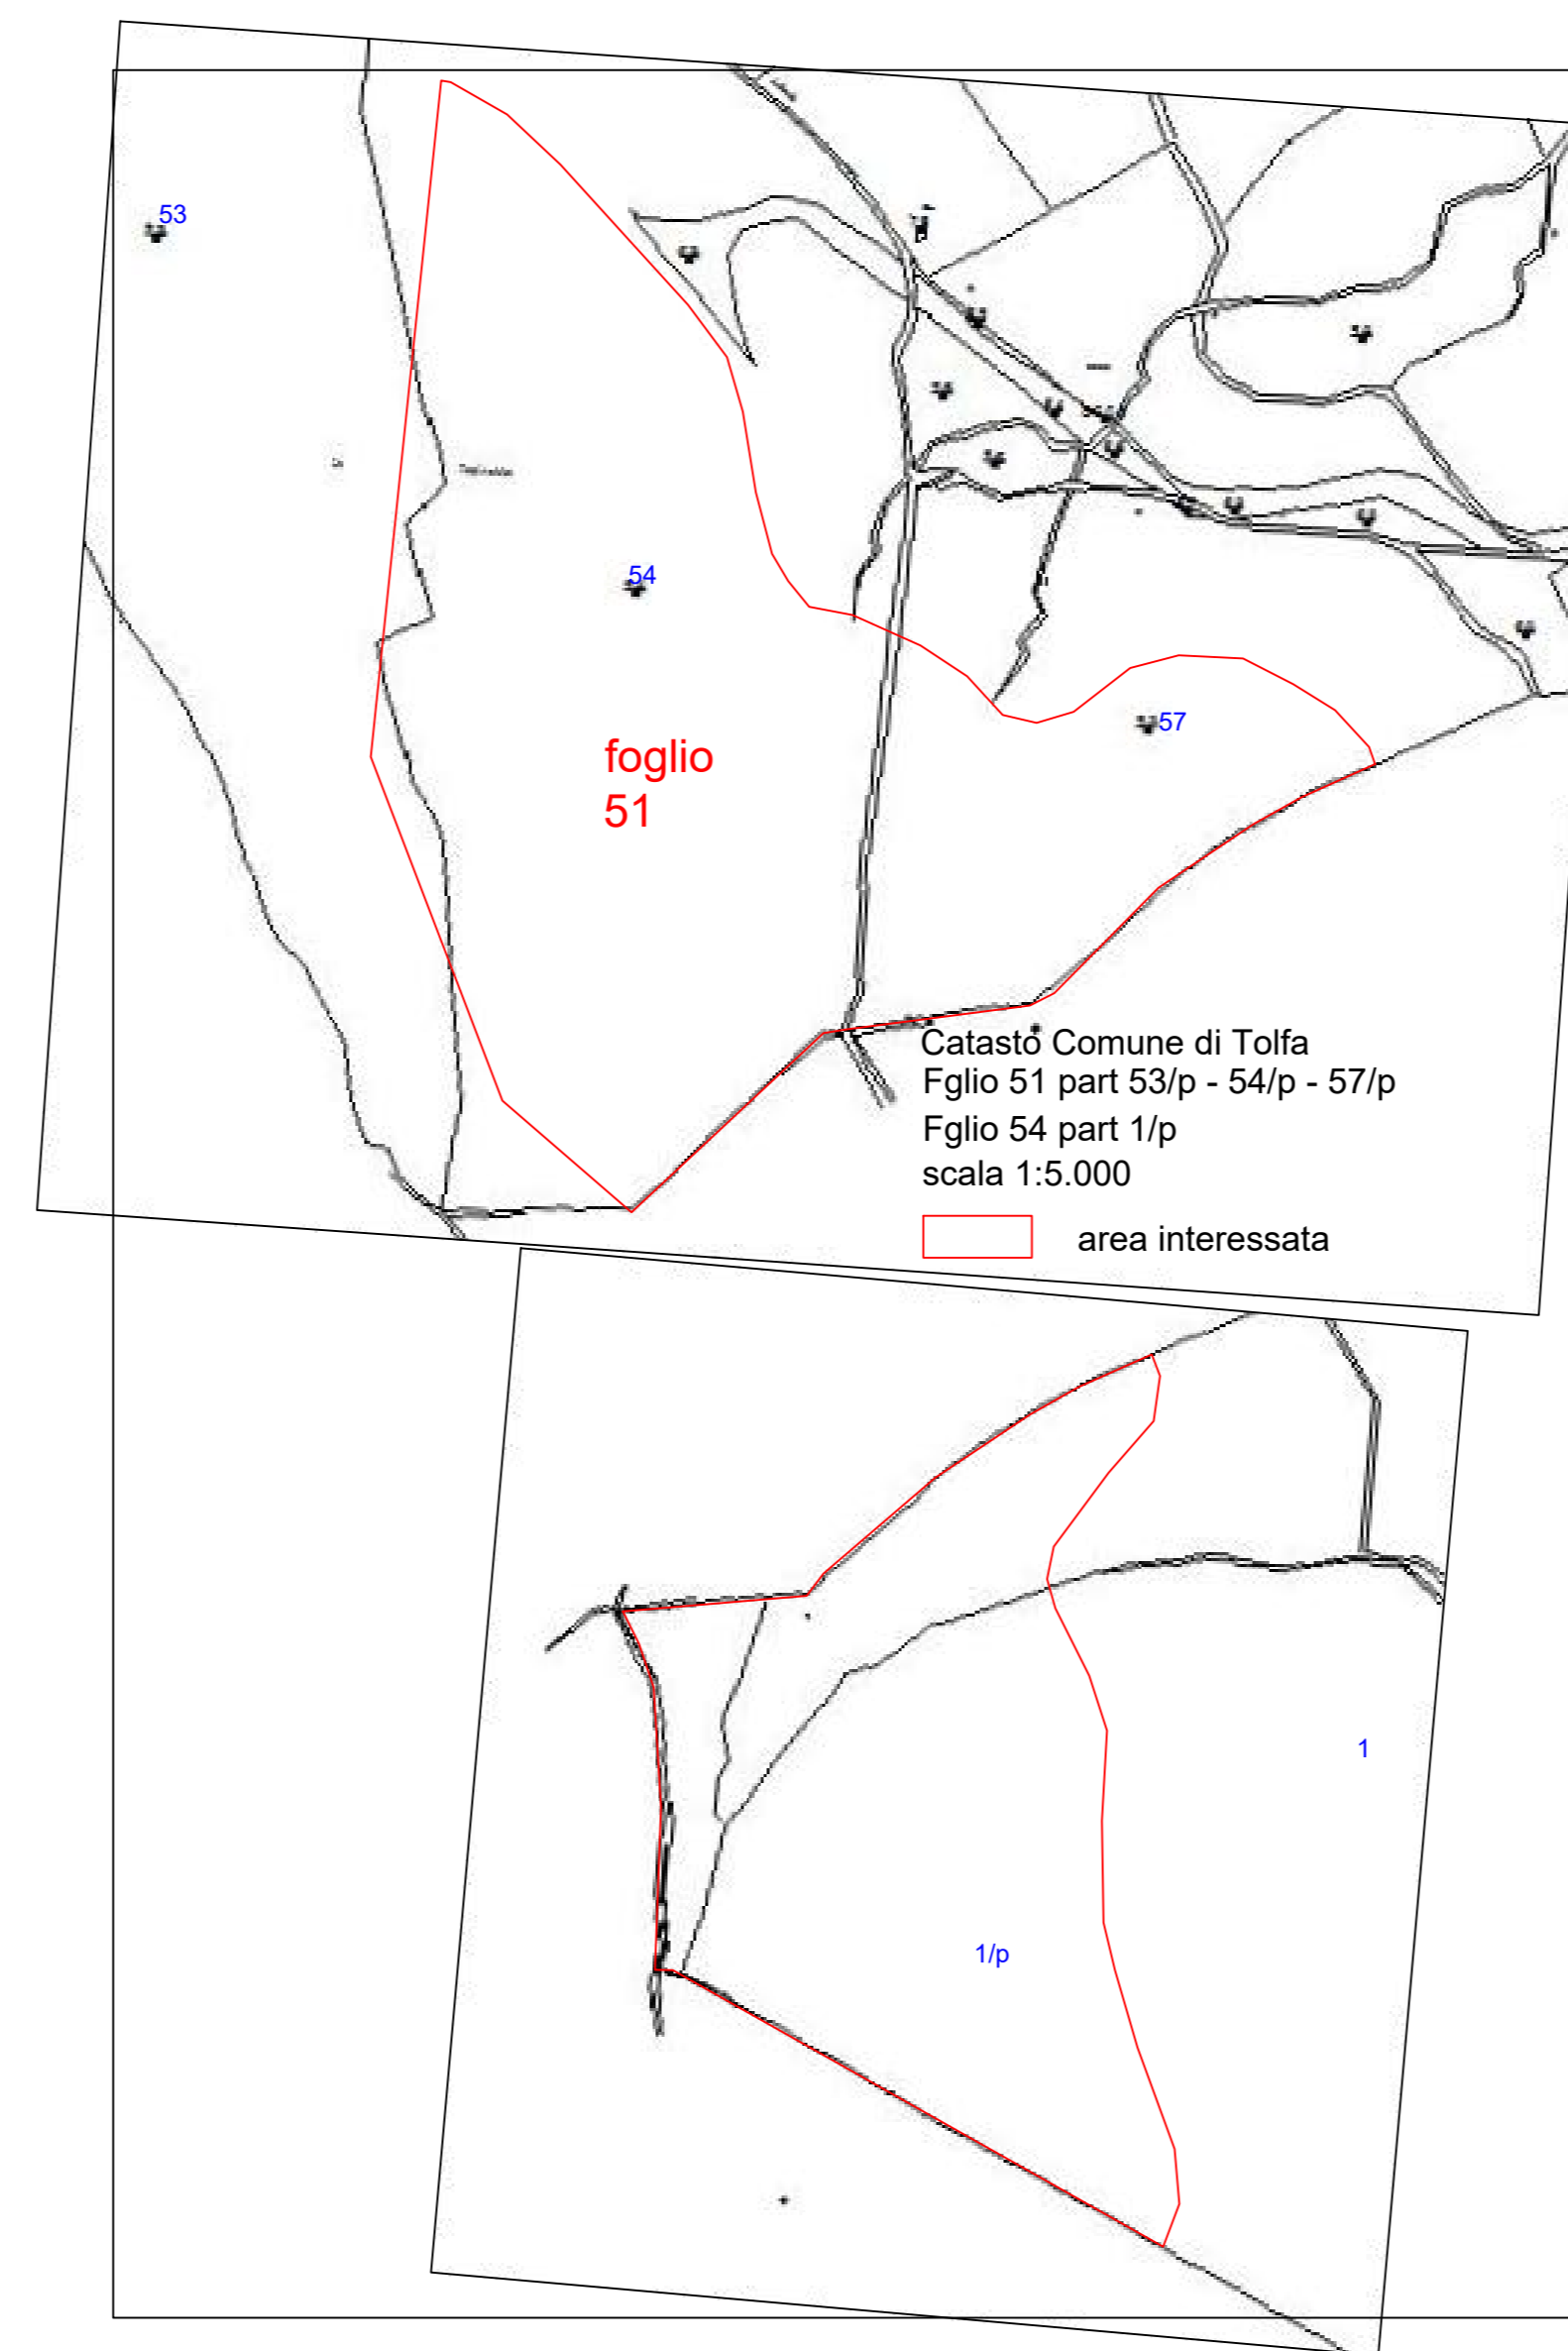 53
54
57
foglio
51
Catasto Comune di Tolfa
Fglio 51 part 53/p - 54/p - 57/p
Fglio 54 part 1/p
scala 1:5.000
area interessata
1
1/p